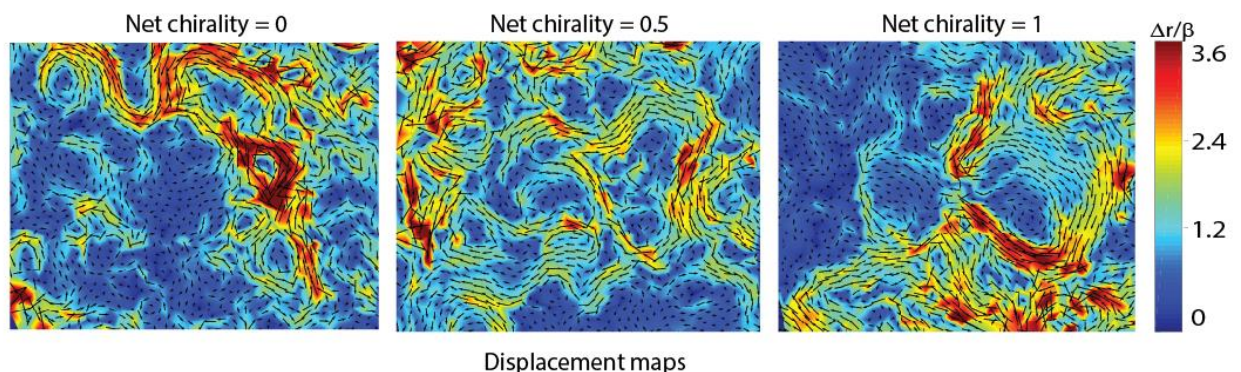 Net chirality = 0
Net chirality = 0.5
Net chirality = 1
Δr/β
3.6
2.4
1.2
0
Displacement maps